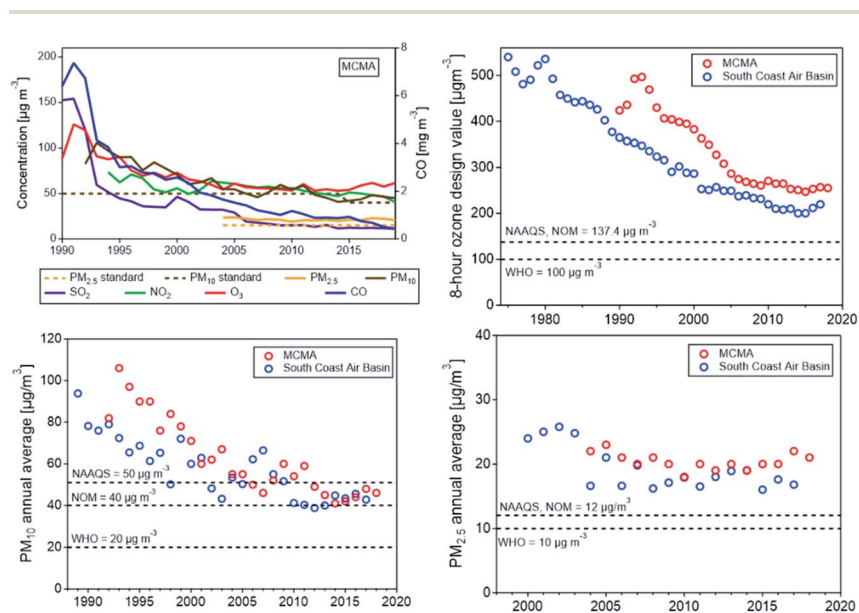 MCMA
Concentration [µg m⁻³]
200
150
100
50
0
8
6
4
2
0
CO [mg m⁻³]
1990
1995
2000
2005
2010
2015
PM₂.₅ standard
PM₁₀ standard
PM₂.₅
PM₁₀
SO₂
NO₂
O₃
CO
8-hour ozone design value [µgm⁻³]
500
400
300
200
100
0
MCMA
South Coast Air Basin
NAAQS, NOM = 137.4 µg m⁻³
WHO = 100 µg m⁻³
1980
1990
2000
2010
2020
PM₁₀ annual average [µg/m³]
120
100
80
60
40
20
0
MCMA
South Coast Air Basin
NAAQS = 50 µg m⁻³
NOM = 40 µg m⁻³
WHO = 20 µg m⁻³
1990
1995
2000
2005
2010
2015
2020
PM₂.₅ annual average [µg/m³]
40
30
20
10
0
MCMA
South Coast Air Basin
NAAQS, NOM = 12 µg/m³
WHO = 10 µg m⁻³
2000
2005
2010
2015
2020